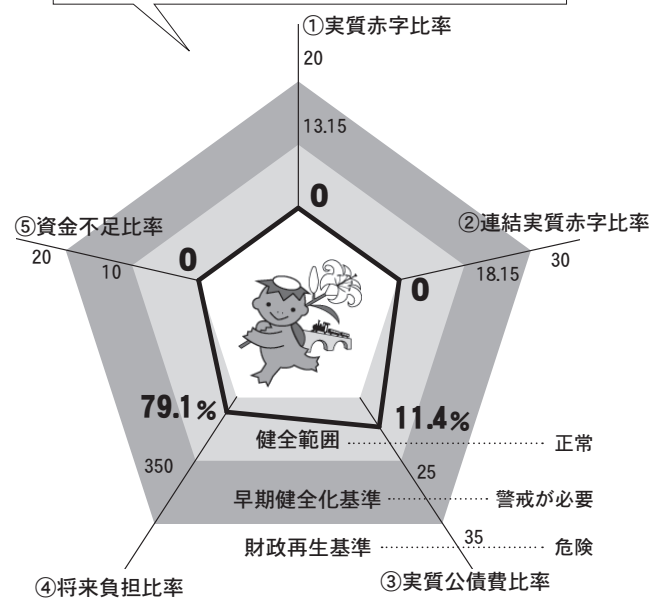 ①実質赤字比率
20
13.15
0
⑤資金不足比率
②連結実質赤字比率
20
10
0
0
18.15
30
79.1%
11.4%
健全範囲 正常
350
25
早期健全化基準 警戒が必要
財政再生基準 35 危険
④将来負担比率
③実質公債費比率